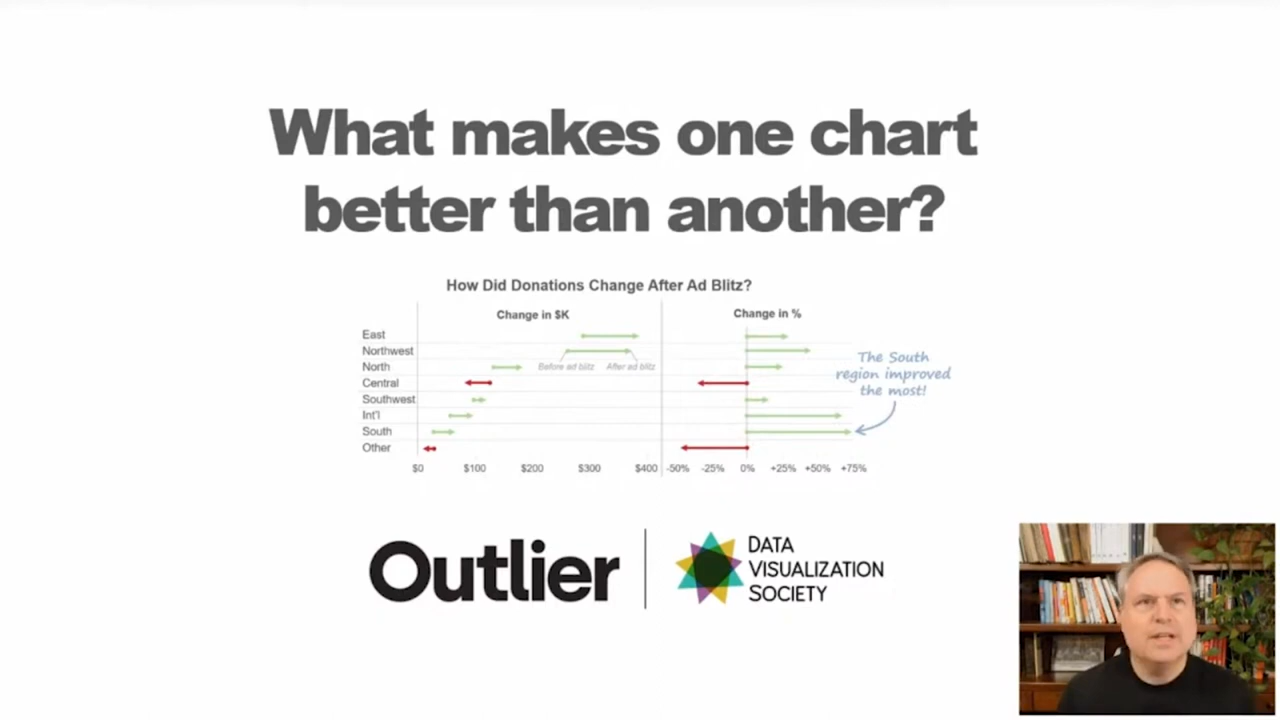 What makes one chart
better than another?
How Did Donations Change After Ad Blitz?
Change in $K
Change in %
East
Northwest
North
Central
Southwest
Int'l
South
Other
Before ad blitz
After ad blitz
The South
region improved
the most!
$0 $100 $200 $300 $400 -50% -25% 0% +25% +50% +75%
Outlier
DATA
VISUALIZATION
SOCIETY